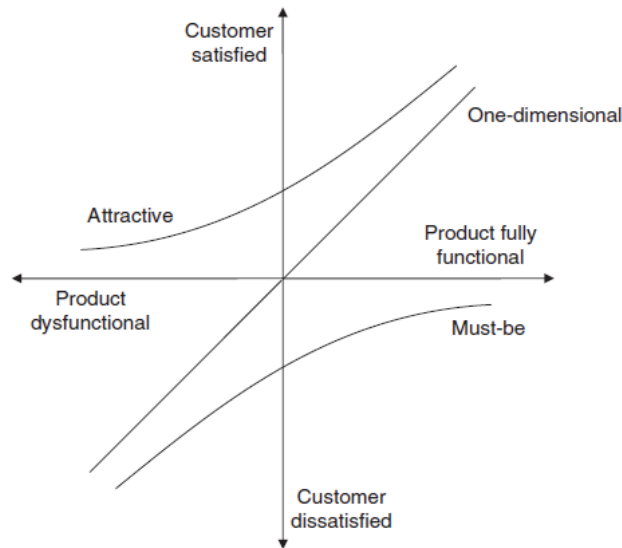 Customer
satisfied
One-dimensional
Attractive
Product fully
functional
Product
dysfunctional
Must-be
Customer
dissatisfied